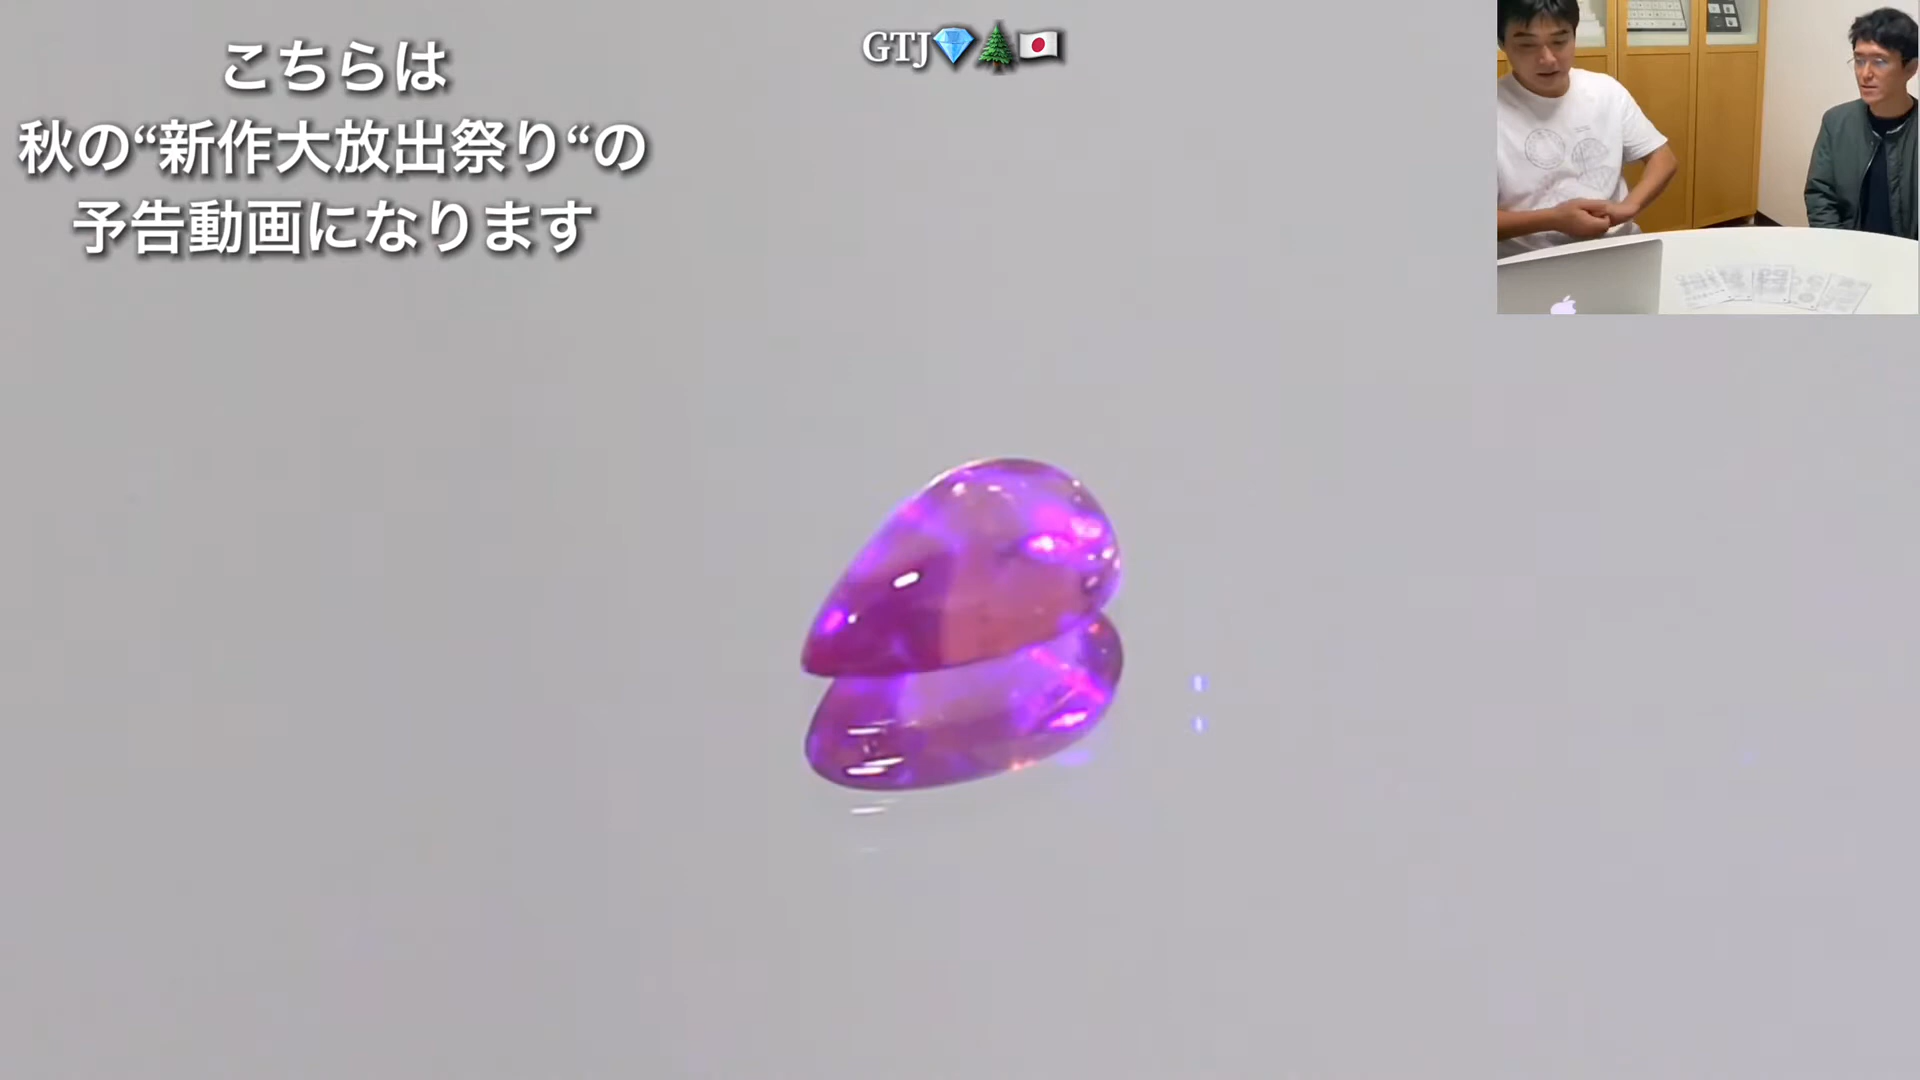 こちらは
秋の“新作大放出祭り“の
予告動画になります
GTJ💎🌲🇯🇵